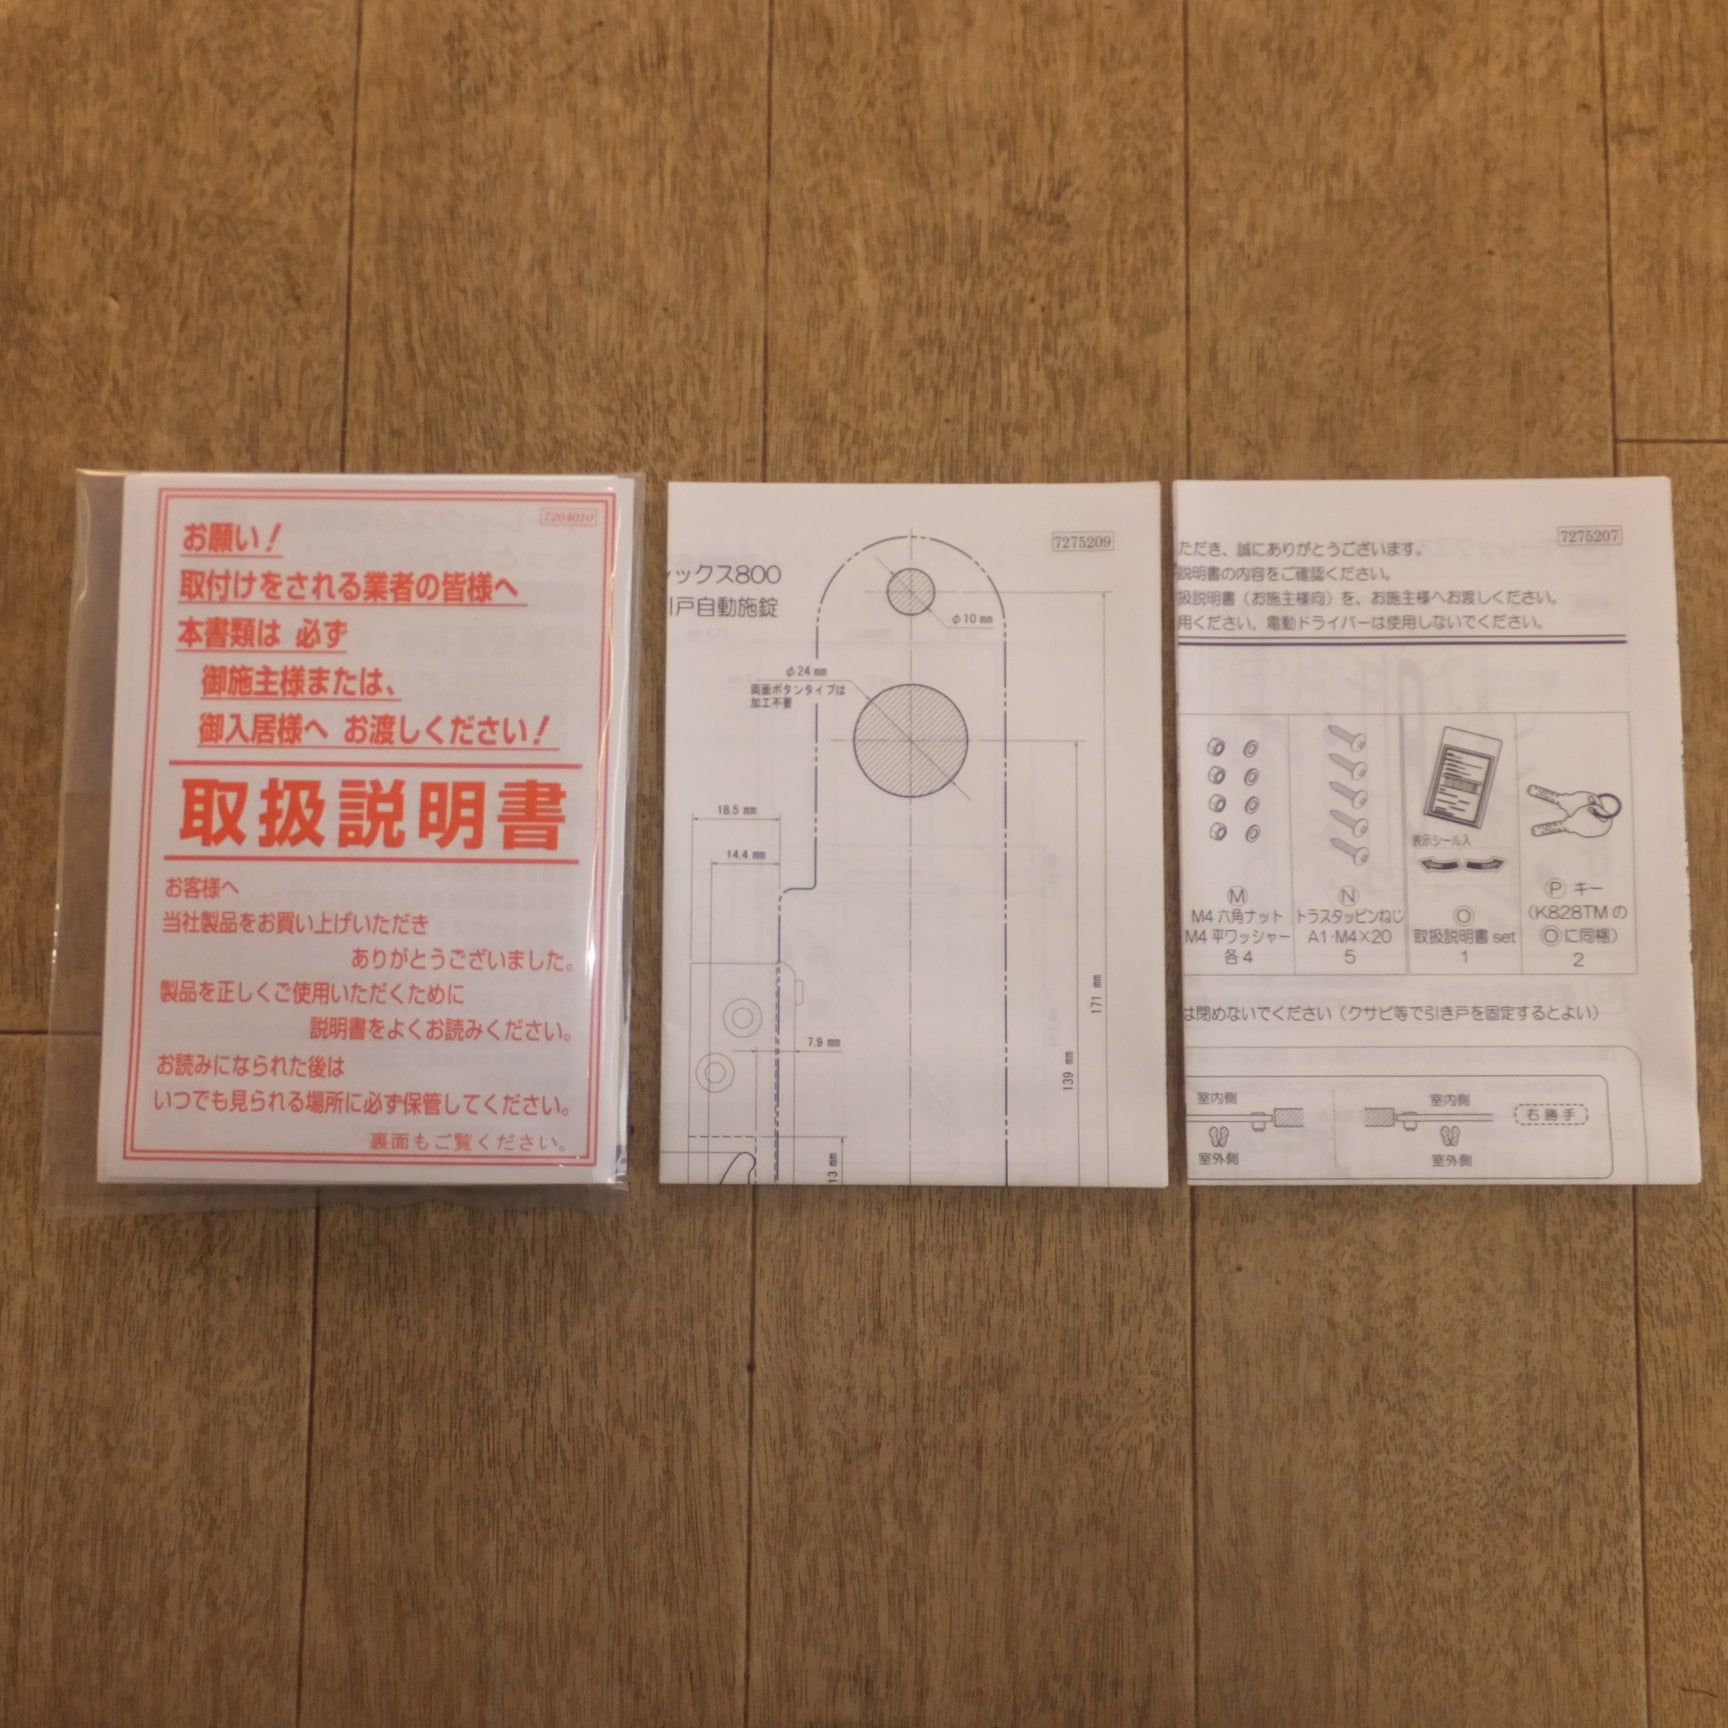 7264010
お願い!
取付けをされる業者の皆様へ
本書類は 必ず
御施主様または、
御入居様へ お渡しください!
取扱説明書
お客様へ
当社製品をお買い上げいただき
ありがとうございました。
製品を正しくご使用いただくために
説明書をよくお読みください。
お読みになられた後は
いつでも見られる場所に必ず保管してください。
裏面もご覧ください。
7275209
ックス800
引戸自動施錠
φ10 mm
φ24 mm
両面ボタンタイプは
加工不要
18.5 mm
14.4 mm
171 mm
7.9 mm
139 mm
13 mm
7275207
ただき、誠にありがとうございます。
説明書の内容をご確認ください。
扱説明書（お施主様向）を、お施主様へお渡しください。
用ください。電動ドライバーは使用しないでください。
表示シール入
Ⓜ
M4 六角ナット
M4 平ワッシャー
各4
Ⓝ
トラスタッピンねじ
A1-M4×20
5
Ⓞ
取扱説明書 set
1
Ⓟ キー
（K828TM の
Ⓞに同梱）
2
は閉めないでください（クサビ等で引き戸を固定するとよい）
室内側
室外側
室内側
室外側
右勝手